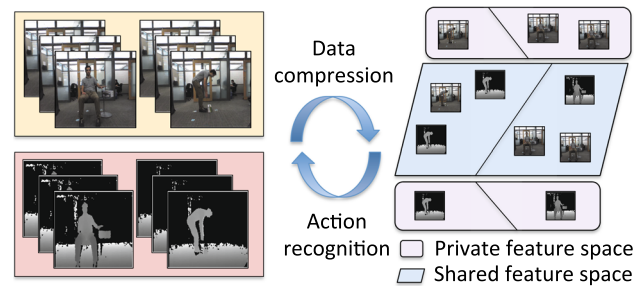 Data
compression
Action
recognition
Private feature space
Shared feature space